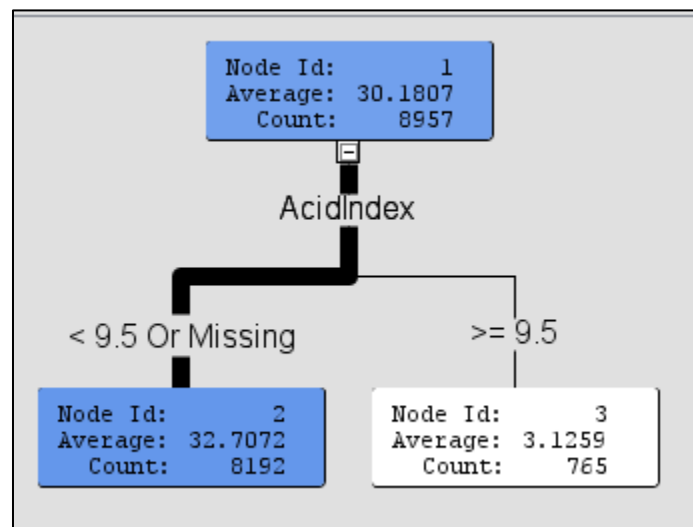 Node Id: 1
Average: 30.1807
Count: 8957
AcidIndex
< 9.5 Or Missing
>= 9.5
Node Id: 2
Average: 32.7072
Count: 8192
Node Id: 3
Average: 3.1259
Count: 765